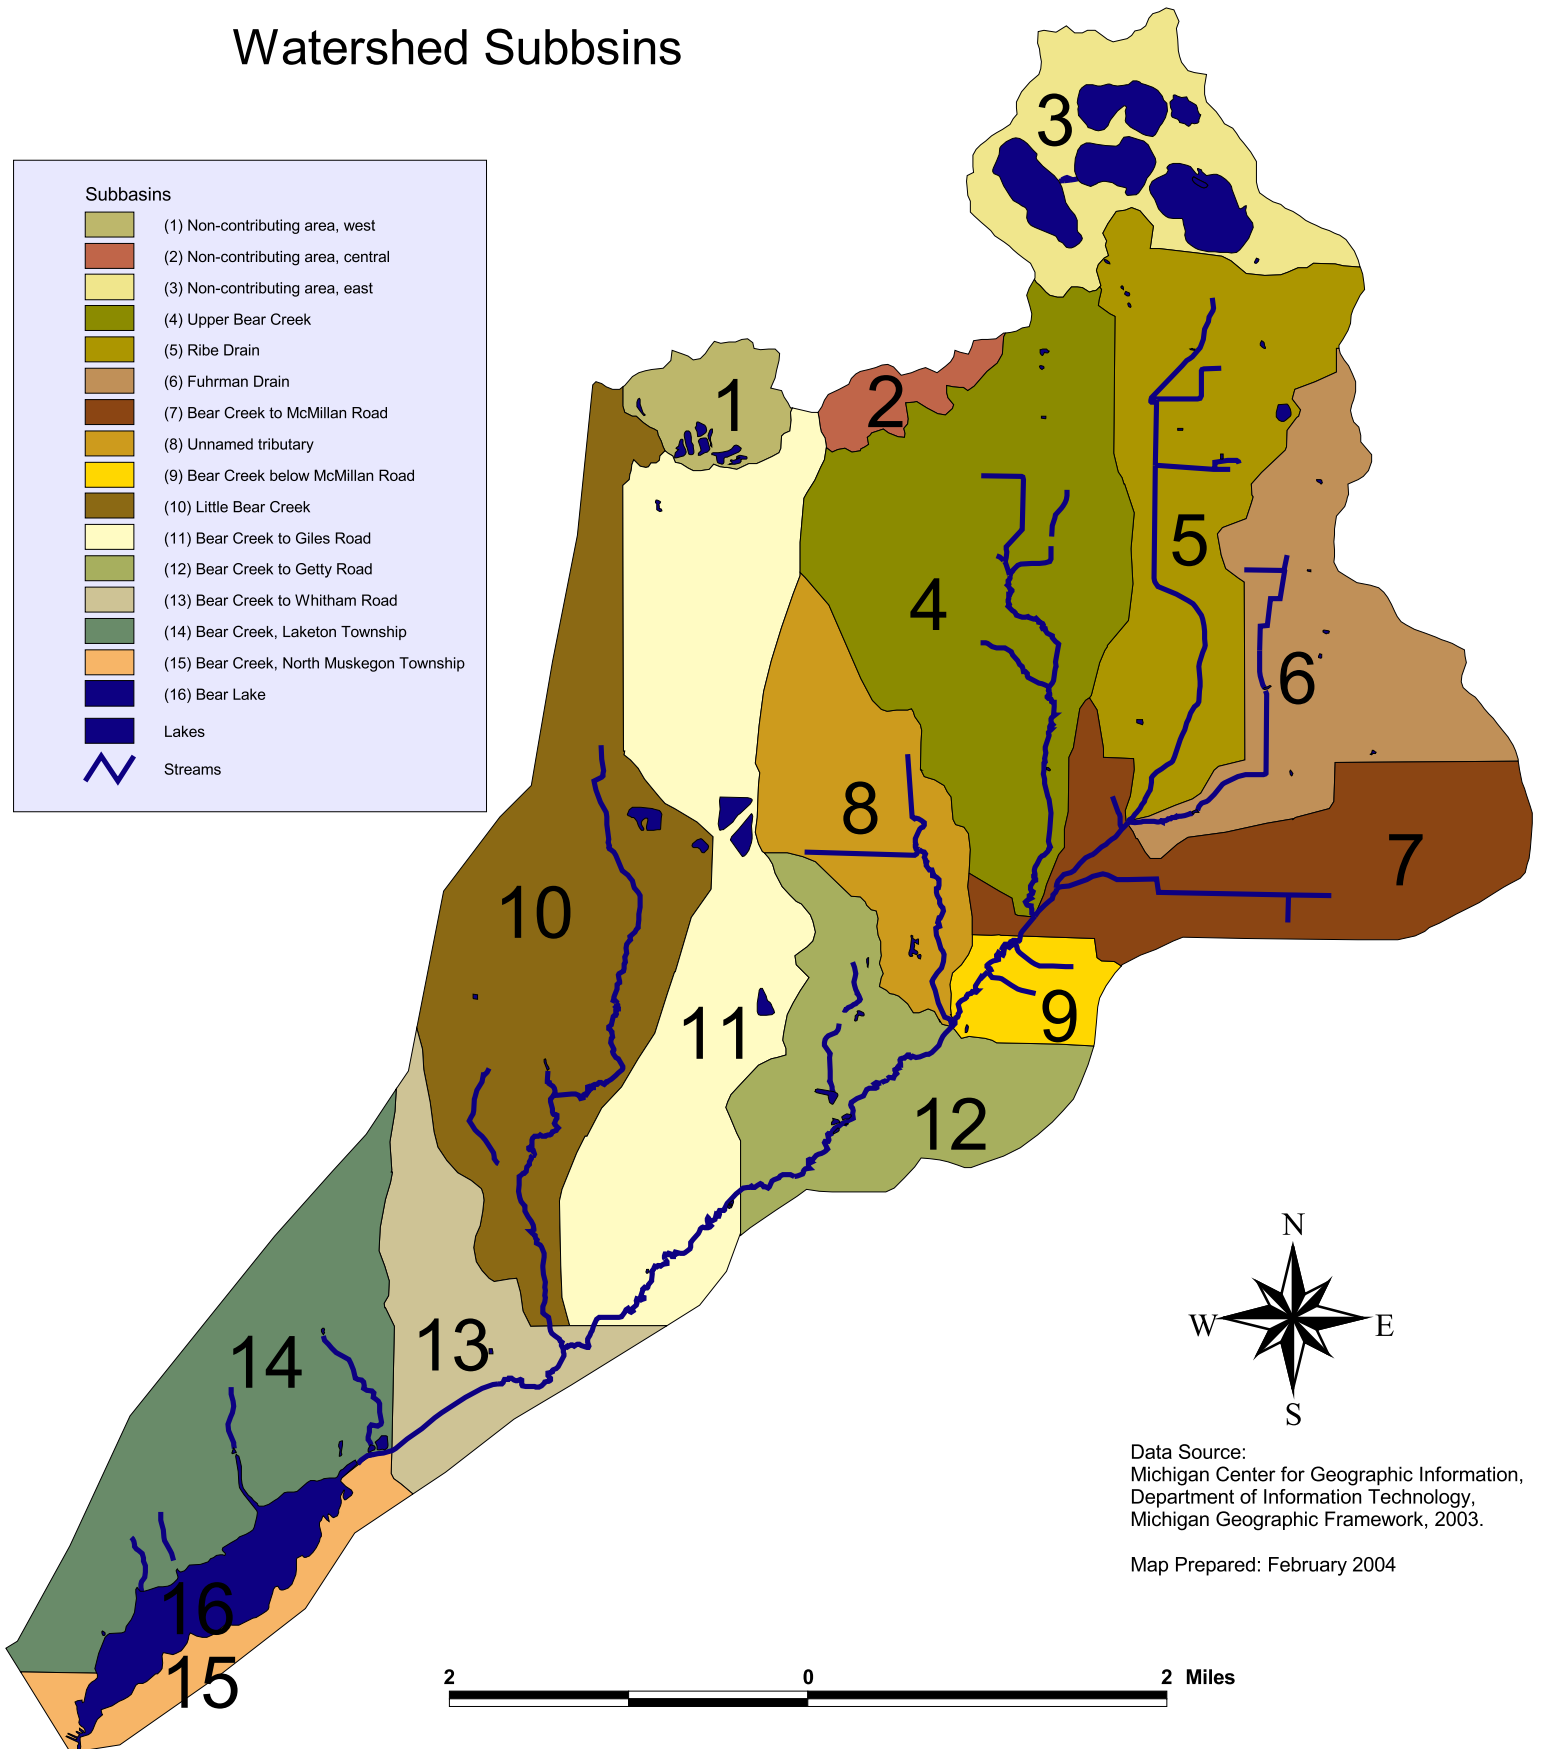 Watershed Subbsins
Subbasins
(1) Non-contributing area, west
(2) Non-contributing area, central
(3) Non-contributing area, east
(4) Upper Bear Creek
(5) Ribe Drain
(6) Fuhrman Drain
(7) Bear Creek to McMillan Road
(8) Unnamed tributary
(9) Bear Creek below McMillan Road
(10) Little Bear Creek
(11) Bear Creek to Giles Road
(12) Bear Creek to Getty Road
(13) Bear Creek to Whitham Road
(14) Bear Creek, Laketon Township
(15) Bear Creek, North Muskegon Township
(16) Bear Lake
Lakes
Streams
3
1
2
5
4
6
8
7
10
9
11
12
13
14
16
15
N
W
E
S
Data Source:
Michigan Center for Geographic Information,
Department of Information Technology,
Michigan Geographic Framework, 2003.
Map Prepared: February 2004
2 0 2 Miles